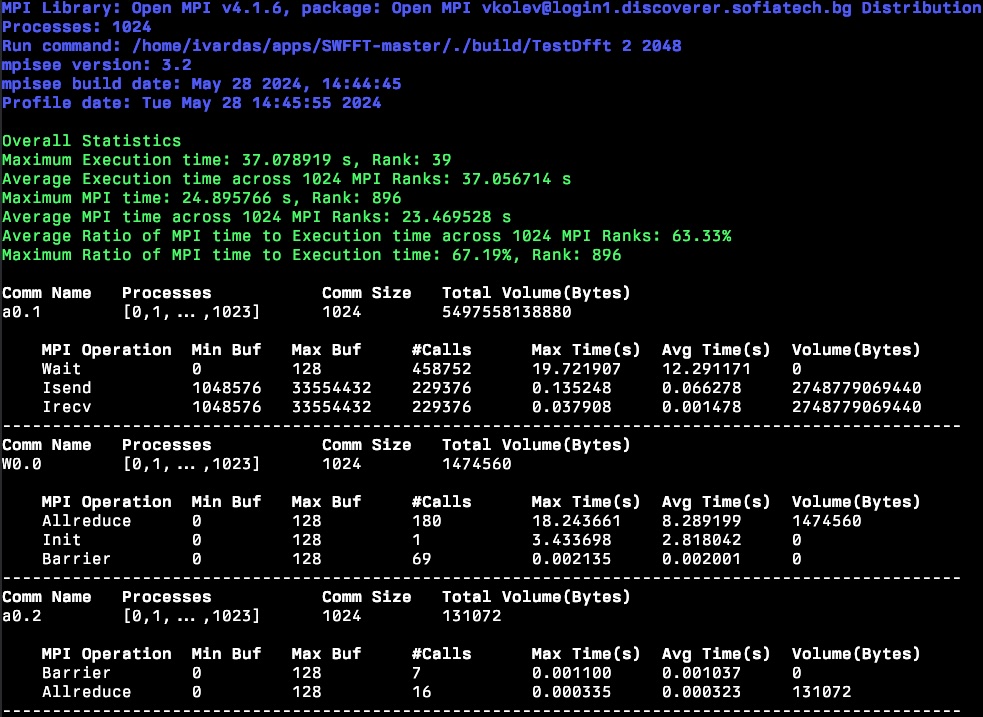 MPI Library: Open MPI v4.1.6, package: Open MPI vkolev@login1.discoverer.sofiatech.bg Distribution
Processes: 1024
Run command: /home/ivardas/apps/SWFFT-master/./build/TestDfft 2 2048
mpisee version: 3.2
mpisee build date: May 28 2024, 14:44:45
Profile date: Tue May 28 14:45:55 2024
Overall Statistics
Maximum Execution time: 37.078919 s, Rank: 39
Average Execution time across 1024 MPI Ranks: 37.056714 s
Maximum MPI time: 24.895766 s, Rank: 896
Average MPI time across 1024 MPI Ranks: 23.469528 s
Average Ratio of MPI time to Execution time across 1024 MPI Ranks: 63.33%
Maximum Ratio of MPI time to Execution time: 67.19%, Rank: 896
Comm Name   Processes           Comm Size   Total Volume(Bytes)
a0.1        [0,1, ... ,1023]      1024        5497558138880
    MPI Operation  Min Buf   Max Buf     #Calls      Max Time(s)  Avg Time(s)  Volume(Bytes)
    Wait           0         128         458752      19.721907    12.291171    0
    Isend          1048576   33554432    229376      0.135248     0.066278     2748779069440
    Irecv          1048576   33554432    229376      0.037908     0.001478     2748779069440
------------------------------------------------------------------------------------------------
Comm Name   Processes           Comm Size   Total Volume(Bytes)
W0.0        [0,1, ... ,1023]      1024        1474560
    MPI Operation  Min Buf   Max Buf     #Calls      Max Time(s)  Avg Time(s)  Volume(Bytes)
    Allreduce      0         128         180         18.243661    8.289199     1474560
    Init           0         128         1           3.433698     2.818042     0
    Barrier        0         128         69          0.002135     0.002001     0
------------------------------------------------------------------------------------------------
Comm Name   Processes           Comm Size   Total Volume(Bytes)
a0.2        [0,1, ... ,1023]      1024        131072
    MPI Operation  Min Buf   Max Buf     #Calls      Max Time(s)  Avg Time(s)  Volume(Bytes)
    Barrier        0         128         7           0.001100     0.001037     0
    Allreduce      0         128         16          0.000335     0.000323     131072
------------------------------------------------------------------------------------------------